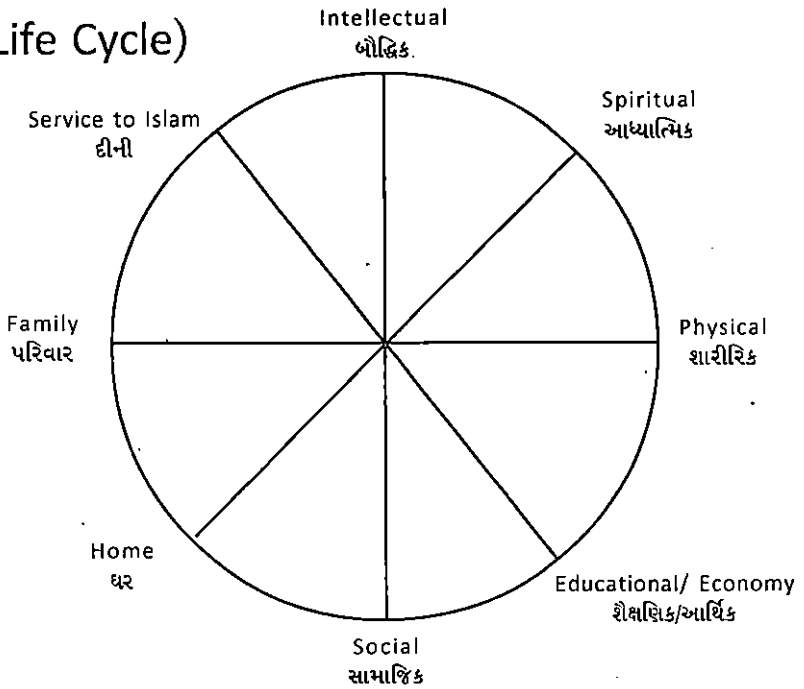 Life Cycle)
Intellectual
બૌદ્ધિક
Spiritual
આધ્યાત્મિક
Physical
શારીરિક
Educational/ Economy
શૈક્ષણિક/આર્થિક
Social
સામાજિક
Home
ઘર
Family
પરિવાર
Service to Islam
દીની